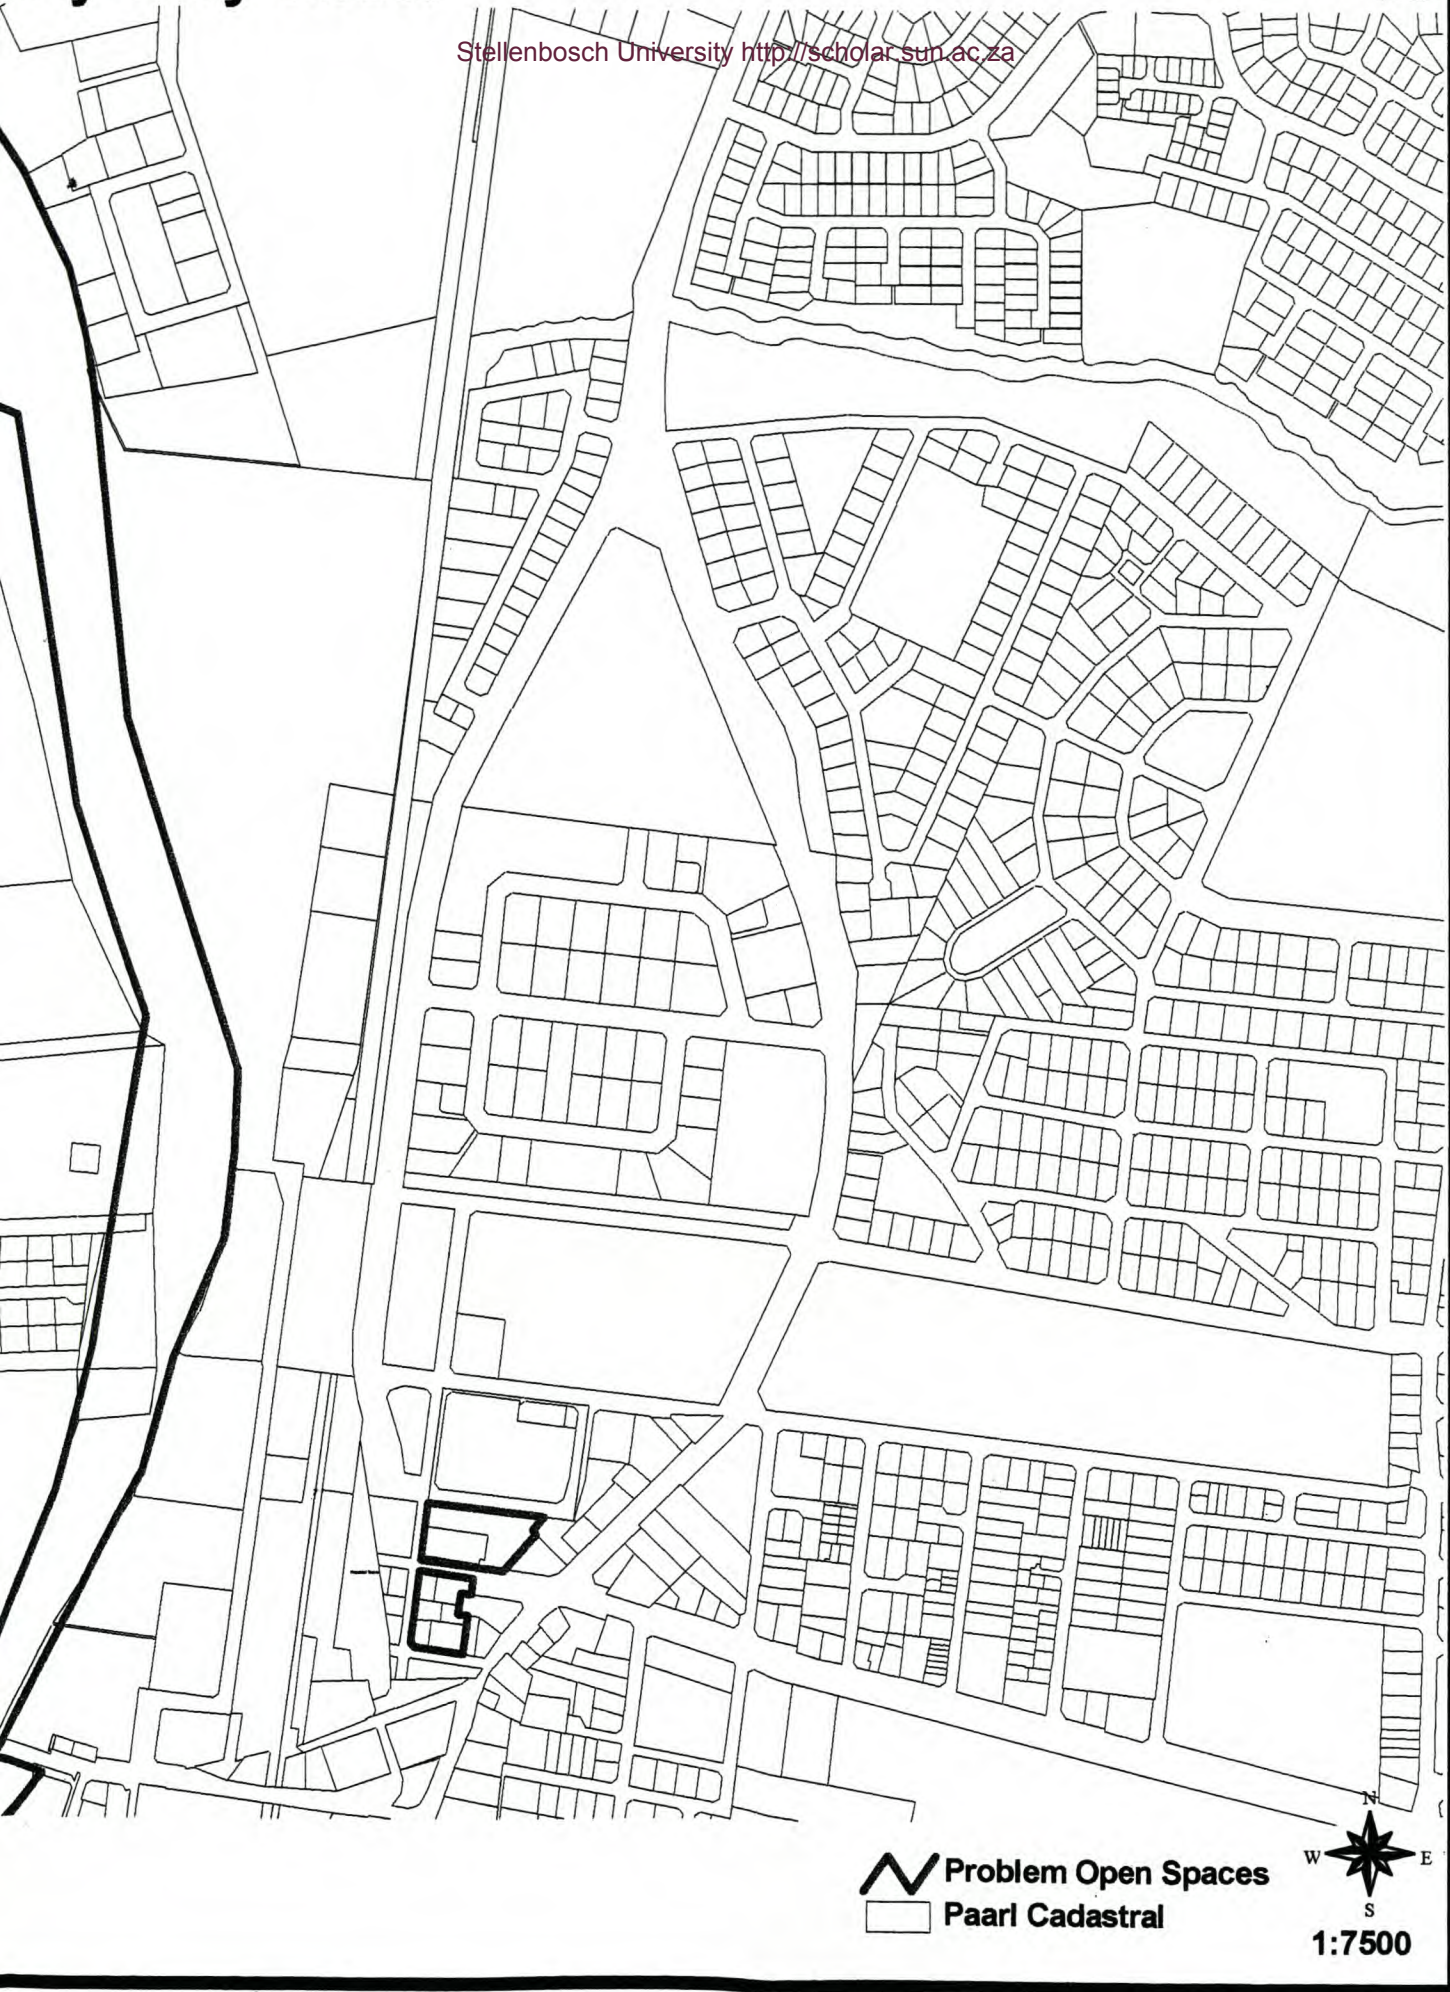 Stellenbosch University http://scholar.sun.ac.za
N
W E
S
Problem Open Spaces
Paarl Cadastral
1:7500